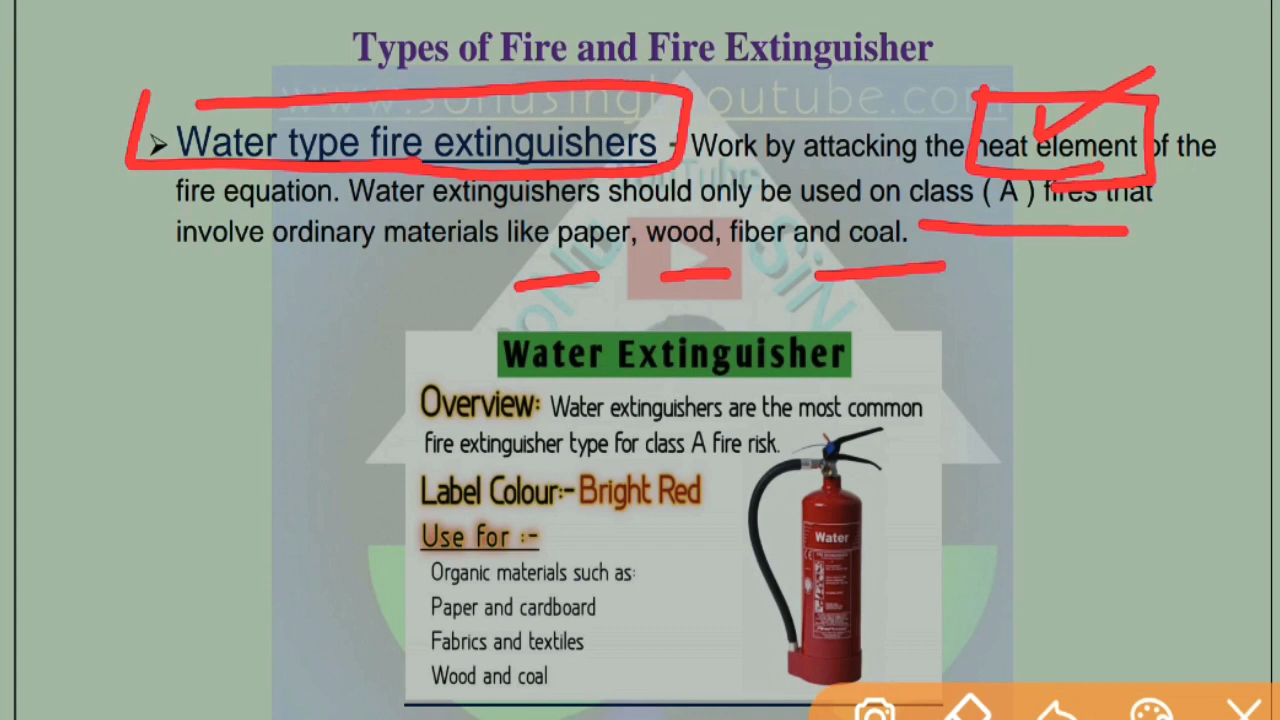 Types of Fire and Fire Extinguisher
Water type fire extinguishers - Work by attacking the heat element of the
fire equation. Water extinguishers should only be used on class ( A ) fires that
involve ordinary materials like paper, wood, fiber and coal.
YouTube
SONU
SiN
Water Extinguisher
Overview: Water extinguishers are the most common
fire extinguisher type for class A fire risk.
Label Colour:- Bright Red
Use for :-
Organic materials such as:
Paper and cardboard
Fabrics and textiles
Wood and coal
Water